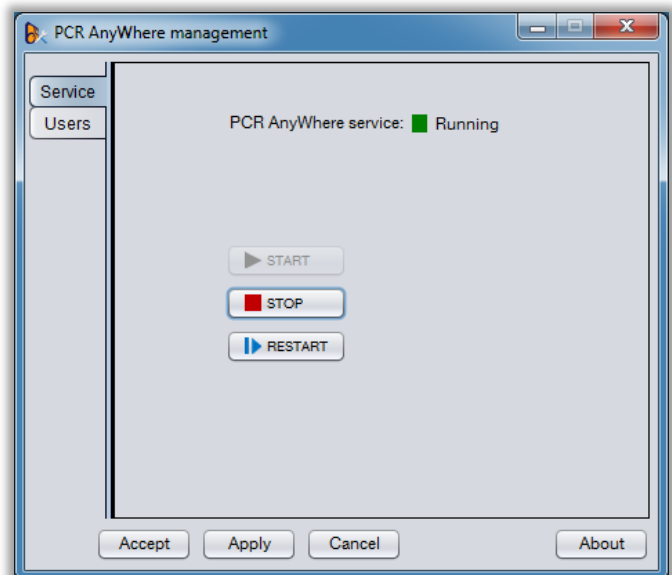 PCR AnyWhere management
Service
Users
PCR AnyWhere service: Running
START
STOP
RESTART
Accept Apply Cancel About